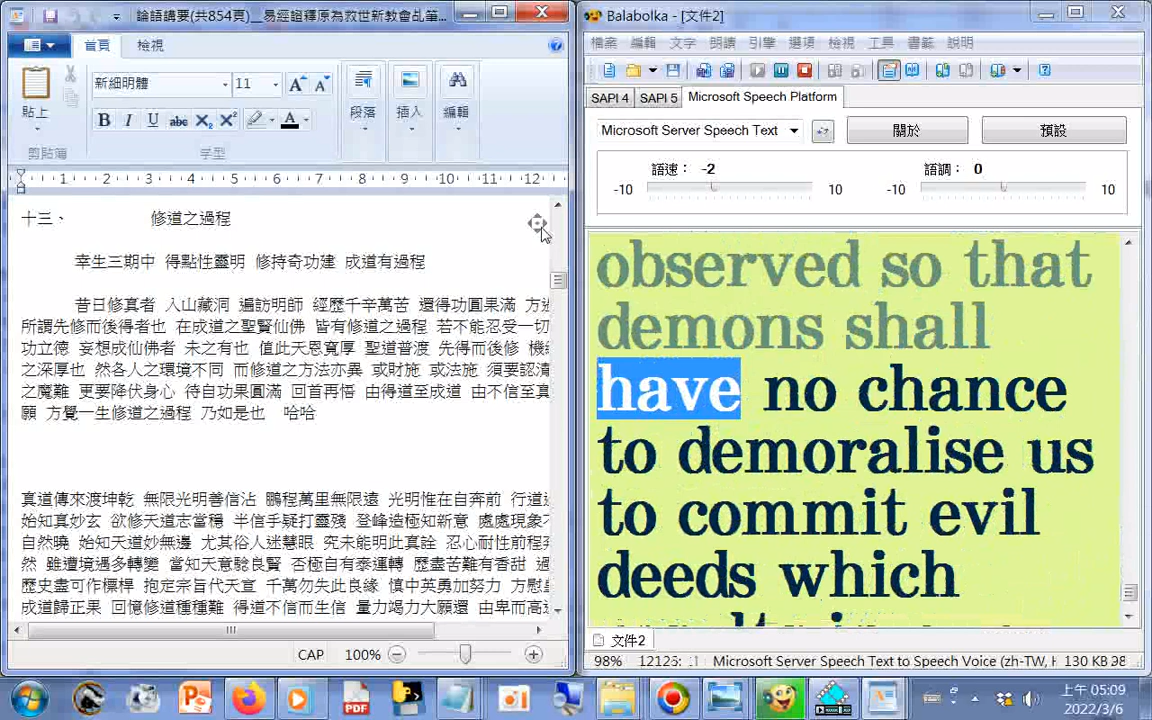 論語講要(共854頁)__易經證釋原為救世新教會乩筆...
首頁 檢視
貼上
新細明體 11
B I U abc X₂ X²
A
段落
插入
編輯
剪貼簿
字型
1 2 3 4 5 6 7 8 9 10 11 12
十三、 修道之過程
幸生三期中 得點性靈明 修持奇功建 成道有過程
昔日修真者 入山藏洞 遍訪明師 經歷千辛萬苦 還得功圓果滿 方
所謂先修而後得者也 在成道之聖賢仙佛 皆有修道之過程 若不能忍受一切
功立德 妄想成仙佛者 未之有也 值此天恩寬厚 聖道普渡 先得而後修 機
之深厚也 然各人之環境不同 而修道之方法亦異 或財施 或法施 須要認清
之魔難 更要降伏身心 待自功果圓滿 回首再悟 由得道至成道 由不信至真
願 方覺一生修道之過程 乃如是也 哈哈
真道傳來渡坤乾 無限光明善信沾 鵬程萬里無限遠 光明惟在自奔前 行道
始知真妙玄 欲修天道志當穩 半信乎疑打靈殘 登峰造極知新意 處處現象
自然曉 始知天道妙無邊 尤其俗人迷慧眼 究未能明此真詮 忍心耐性前程
然 雖遭境遇多轉變 當知天意驗良賢 否極自有泰運轉 歷盡苦難有香甜
歷史盡可作標桿 抱定宗旨代天宣 千萬勿失此良緣 慎中英勇加努力 方慰
成道歸正果 回憶修道種種難 得道不信而生信 量力竭力大願還 由卑而高
CAP 100%
Balabolka - [文件2]
檔案 編輯 文字 朗讀 引擎 選項 檢視 工具 書籤 說明
SAPI 4 SAPI 5 Microsoft Speech Platform
Microsoft Server Speech Text 關於 預設
語速： -2 語調： 0
-10 10 -10 10
observed so that
demons shall
have no chance
to demoralise us
to commit evil
deeds which
文件2
98% Microsoft Server Speech Text to Speech Voice (zh-TW, H 130 KB
PDF
上午 05:09
2022/3/6